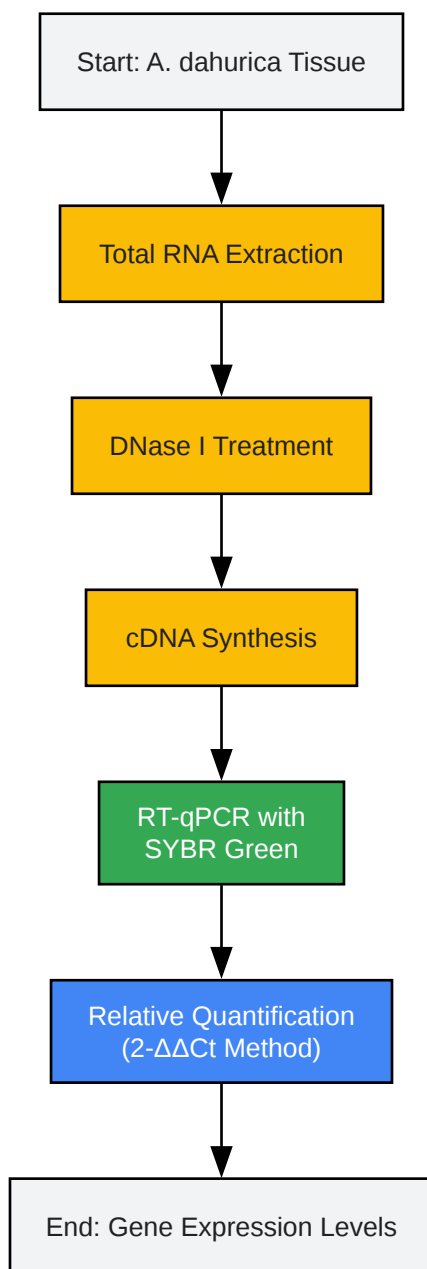 Start: A. dahurica Tissue
Total RNA Extraction
DNase I Treatment
cDNA Synthesis
RT-qPCR with
SYBR Green
Relative Quantification
(2-ΔΔCt Method)
End: Gene Expression Levels